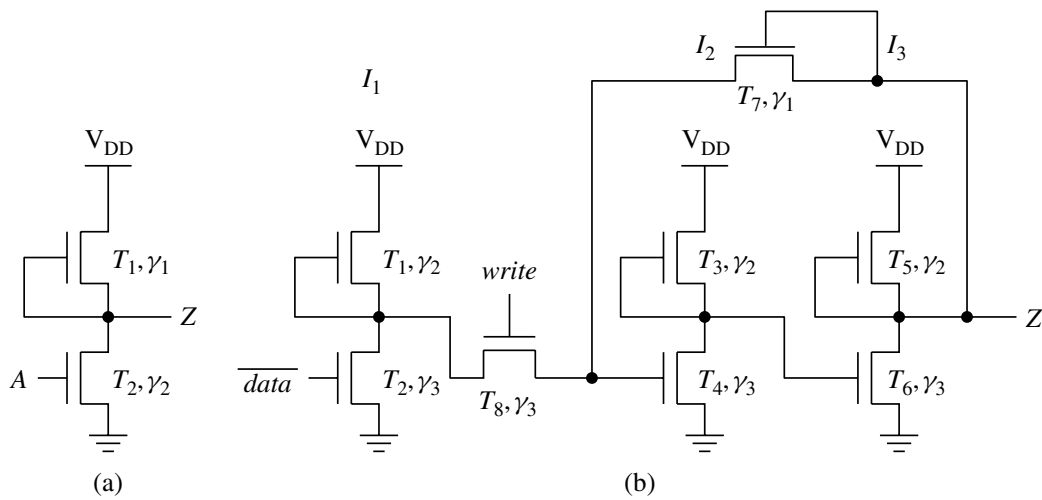 I₂
I₃
I₁
T₇, γ₁
V_DD
V_DD
V_DD
V_DD
T₁, γ₁
T₁, γ₂
write
T₃, γ₂
T₅, γ₂
Z
Z
A
T₂, γ₂
data
T₂, γ₃
T₈, γ₃
T₄, γ₃
T₆, γ₃
(a)
(b)